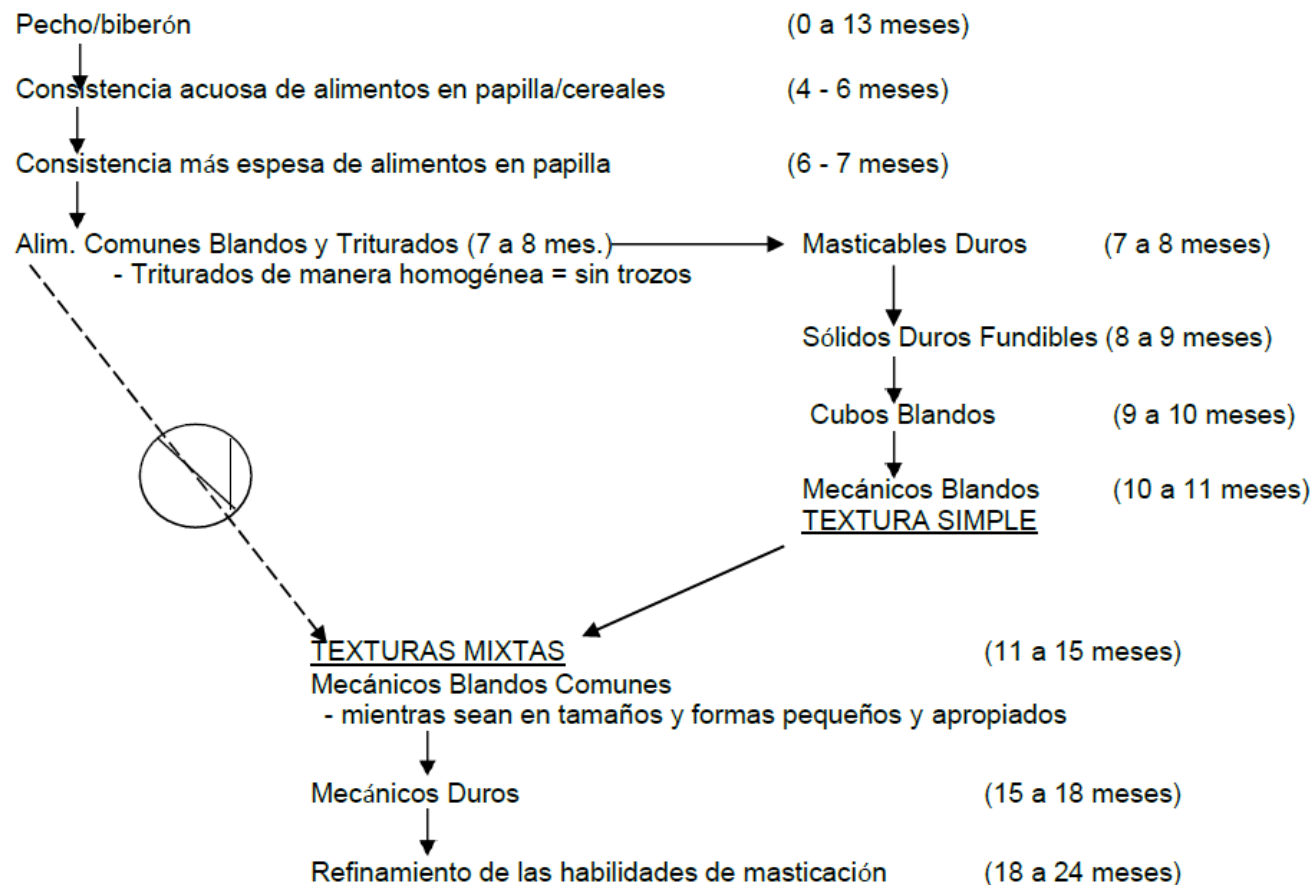 Pecho/biberón (0 a 13 meses)
Consistencia acuosa de alimentos en papilla/cereales (4 - 6 meses)
Consistencia más espesa de alimentos en papilla (6 - 7 meses)
Alim. Comunes Blandos y Triturados (7 a 8 mes.) Masticables Duros (7 a 8 meses)
- Triturados de manera homogénea = sin trozos
Sólidos Duros Fundibles (8 a 9 meses)
Cubos Blandos (9 a 10 meses)
Mecánicos Blandos (10 a 11 meses)
TEXTURA SIMPLE
TEXTURAS MIXTAS (11 a 15 meses)
Mecánicos Blandos Comunes
- mientras sean en tamaños y formas pequeños y apropiados
Mecánicos Duros (15 a 18 meses)
Refinamiento de las habilidades de masticación (18 a 24 meses)